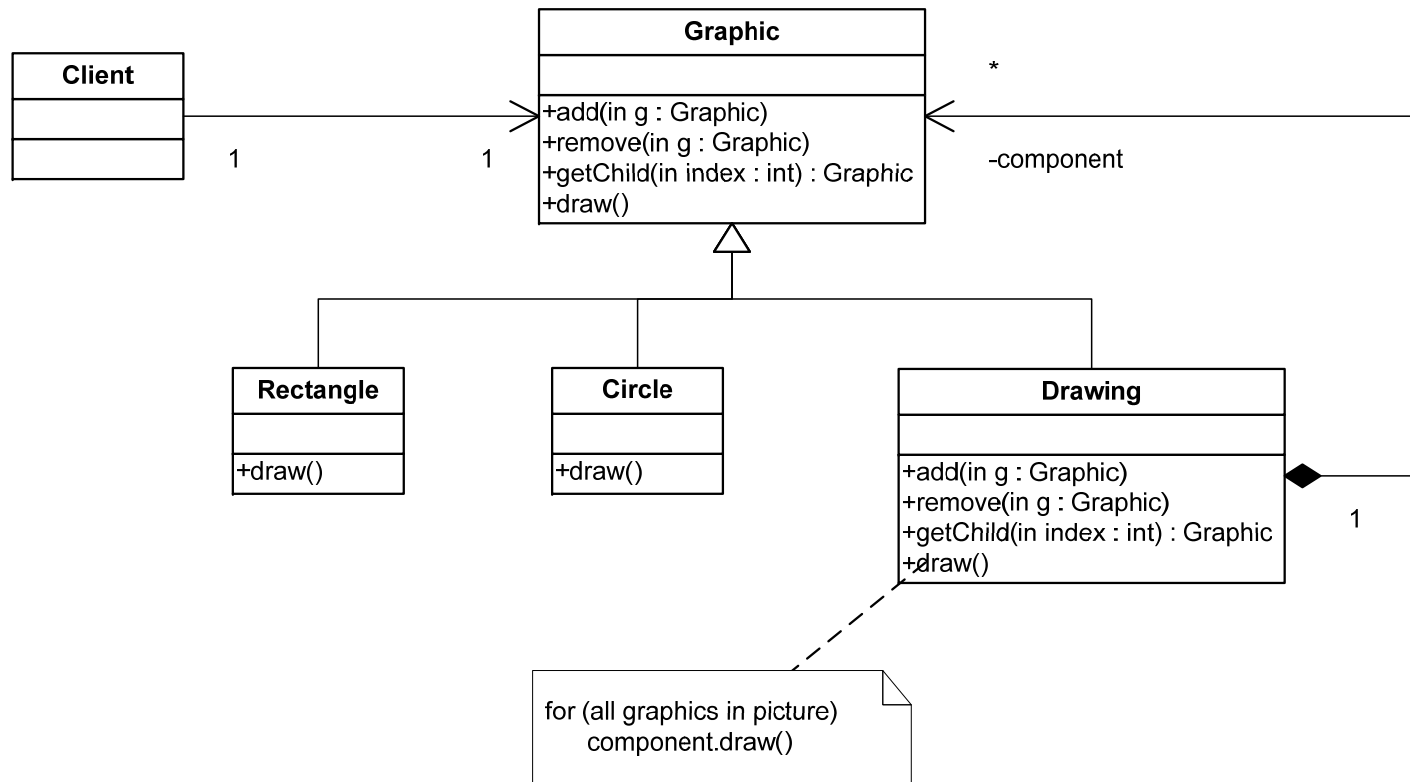 Client
1
1
Graphic
+add(in g : Graphic)
+remove(in g : Graphic)
+getChild(in index : int) : Graphic
+draw()
*
-component
Rectangle
+draw()
Circle
+draw()
Drawing
+add(in g : Graphic)
+remove(in g : Graphic)
+getChild(in index : int) : Graphic
+draw()
1
for (all graphics in picture)
component.draw()